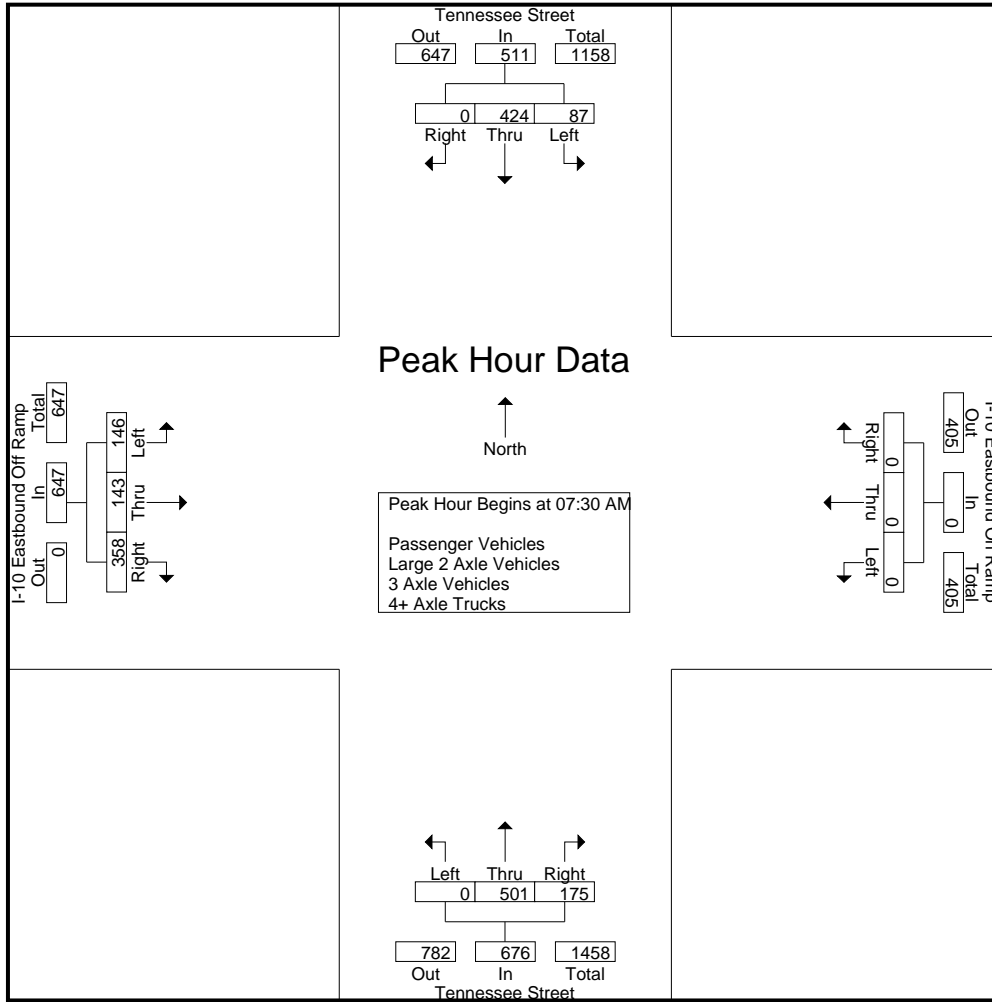 Tennessee Street
Out In Total
647 511 1158
0 424 87
Right Thru Left
Peak Hour Data
North
Peak Hour Begins at 07:30 AM
Passenger Vehicles
Large 2 Axle Vehicles
3 Axle Vehicles
4+ Axle Trucks
I-10 Eastbound Off Ramp
Out In Total
0 647 647
358 143 146
Right Thru Left
I-10 Eastbound On Ramp
Out In Total
405 0 405
0 0 0
Right Thru Left
Left Thru Right
0 501 175
782 676 1458
Out In Total
Tennessee Street